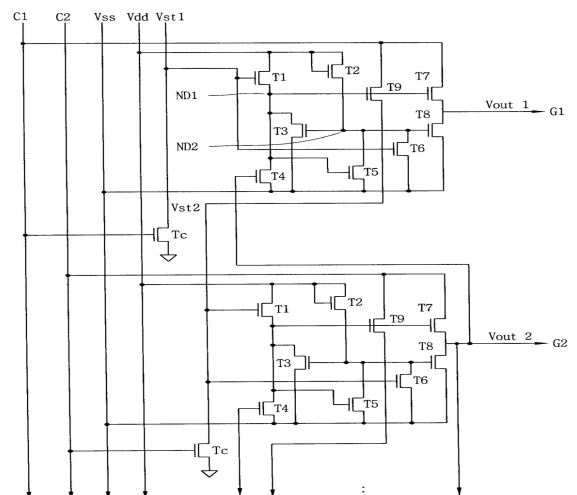 C1 C2 Vss Vdd Vst1
T1 T2
T9 T7
ND1
Vout 1 G1
T8
T3
ND2
T6
T4 T5
Vst2
Tc
T1 T2
T9 T7
Vout 2 G2
T8
T3
T6
T4 T5
Tc
: